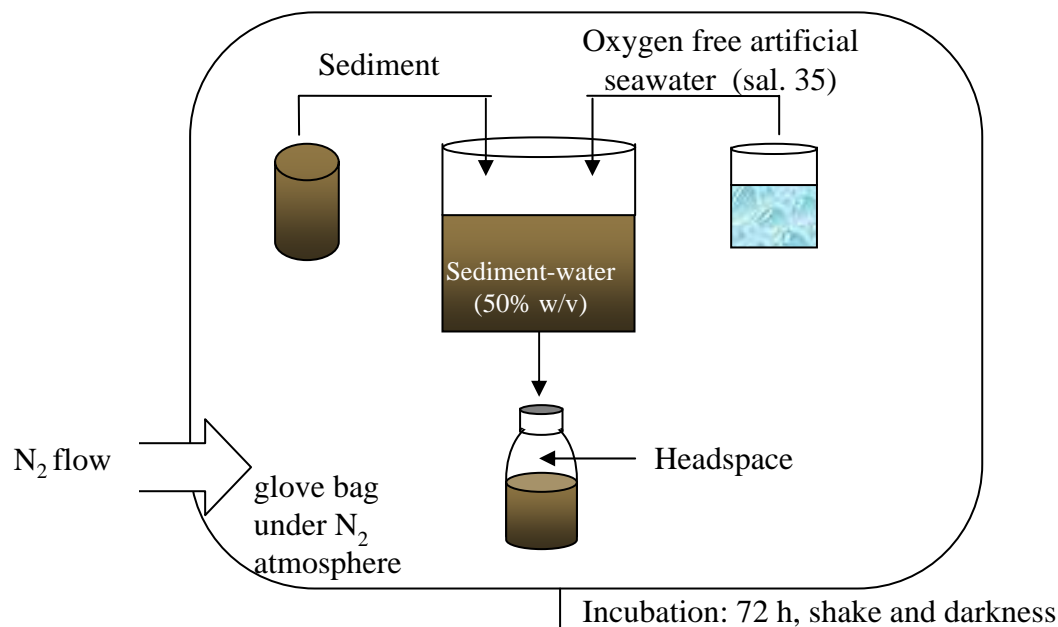 Sediment
Oxygen free artificial
seawater (sal. 35)
Sediment-water
(50% w/v)
Headspace
N₂ flow
glove bag
under N₂
atmosphere
Incubation: 72 h, shake and darkness